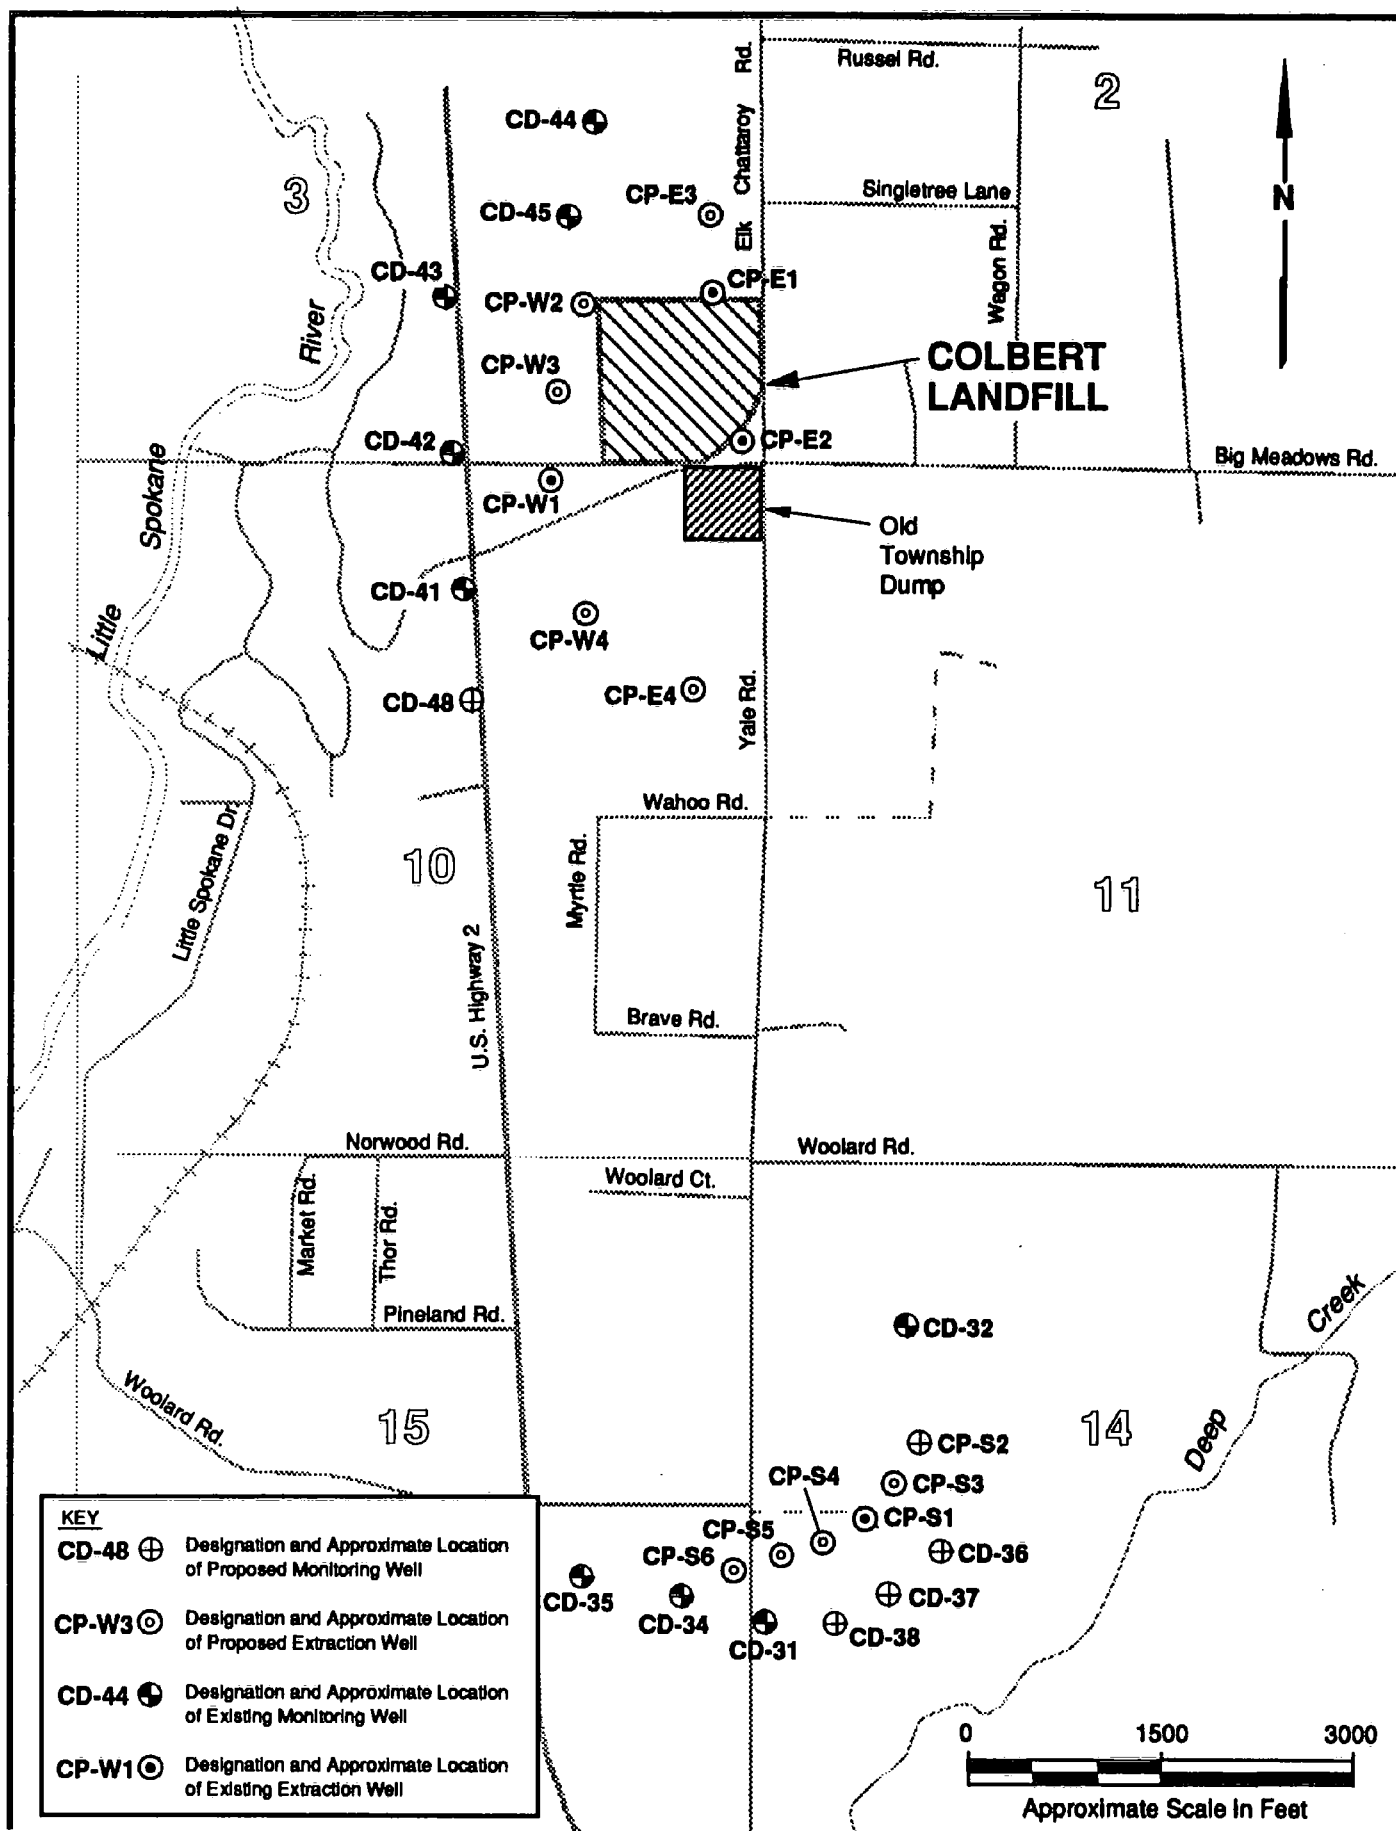 Russel Rd.
2
Elk Chattaroy Rd.
CD-44
3
N
Singletree Lane
CP-E3
CD-45
Wagon Rd.
CD-43
CP-E1
CP-W2
COLBERT
LANDFILL
CP-W3
Little Spokane River
CD-42
CP-E2
Big Meadows Rd.
CP-W1
Old
Township
Dump
CD-41
CP-W4
CP-E4
CD-48
Yale Rd.
Wahoo Rd.
Little Spokane Dr.
10
Myrtle Rd.
11
U.S. Highway 2
Brave Rd.
Norwood Rd.
Woolard Rd.
Woolard Ct.
Market Rd.
Thor Rd.
Pineland Rd.
CD-32
Deep Creek
Woolard Rd.
15
14
CP-S2
CP-S4
CP-S3
CP-S1
CP-S5
CP-S6
CD-36
CD-35
CD-34
CD-37
CD-31
CD-38
KEY
CD-48 Designation and Approximate Location
of Proposed Monitoring Well
CP-W3 Designation and Approximate Location
of Proposed Extraction Well
CD-44 Designation and Approximate Location
of Existing Monitoring Well
CP-W1 Designation and Approximate Location
of Existing Extraction Well
0 1500 3000
Approximate Scale In Feet